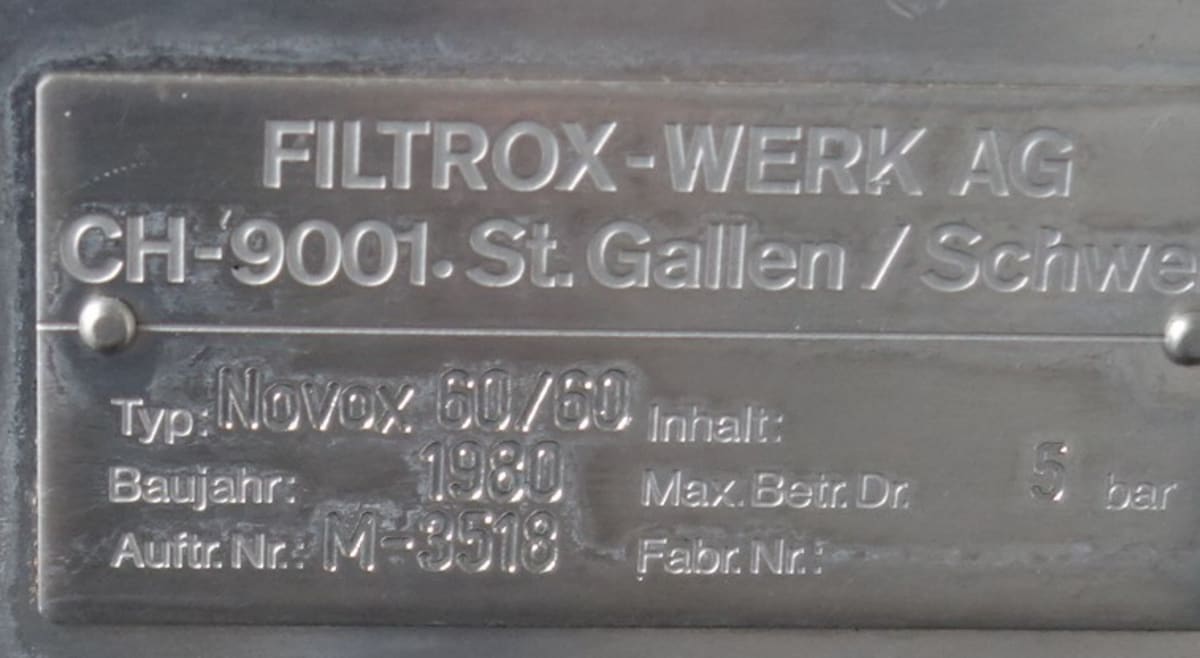 FILTROX-WERK AG
CH-9001. St. Gallen / Schwe
Typ: Novox 60/60 Inhalt:
Baujahr: 1980 Max. Betr. Dr. 5 bar
Auftr. Nr.: M-3518 Fabr. Nr.: